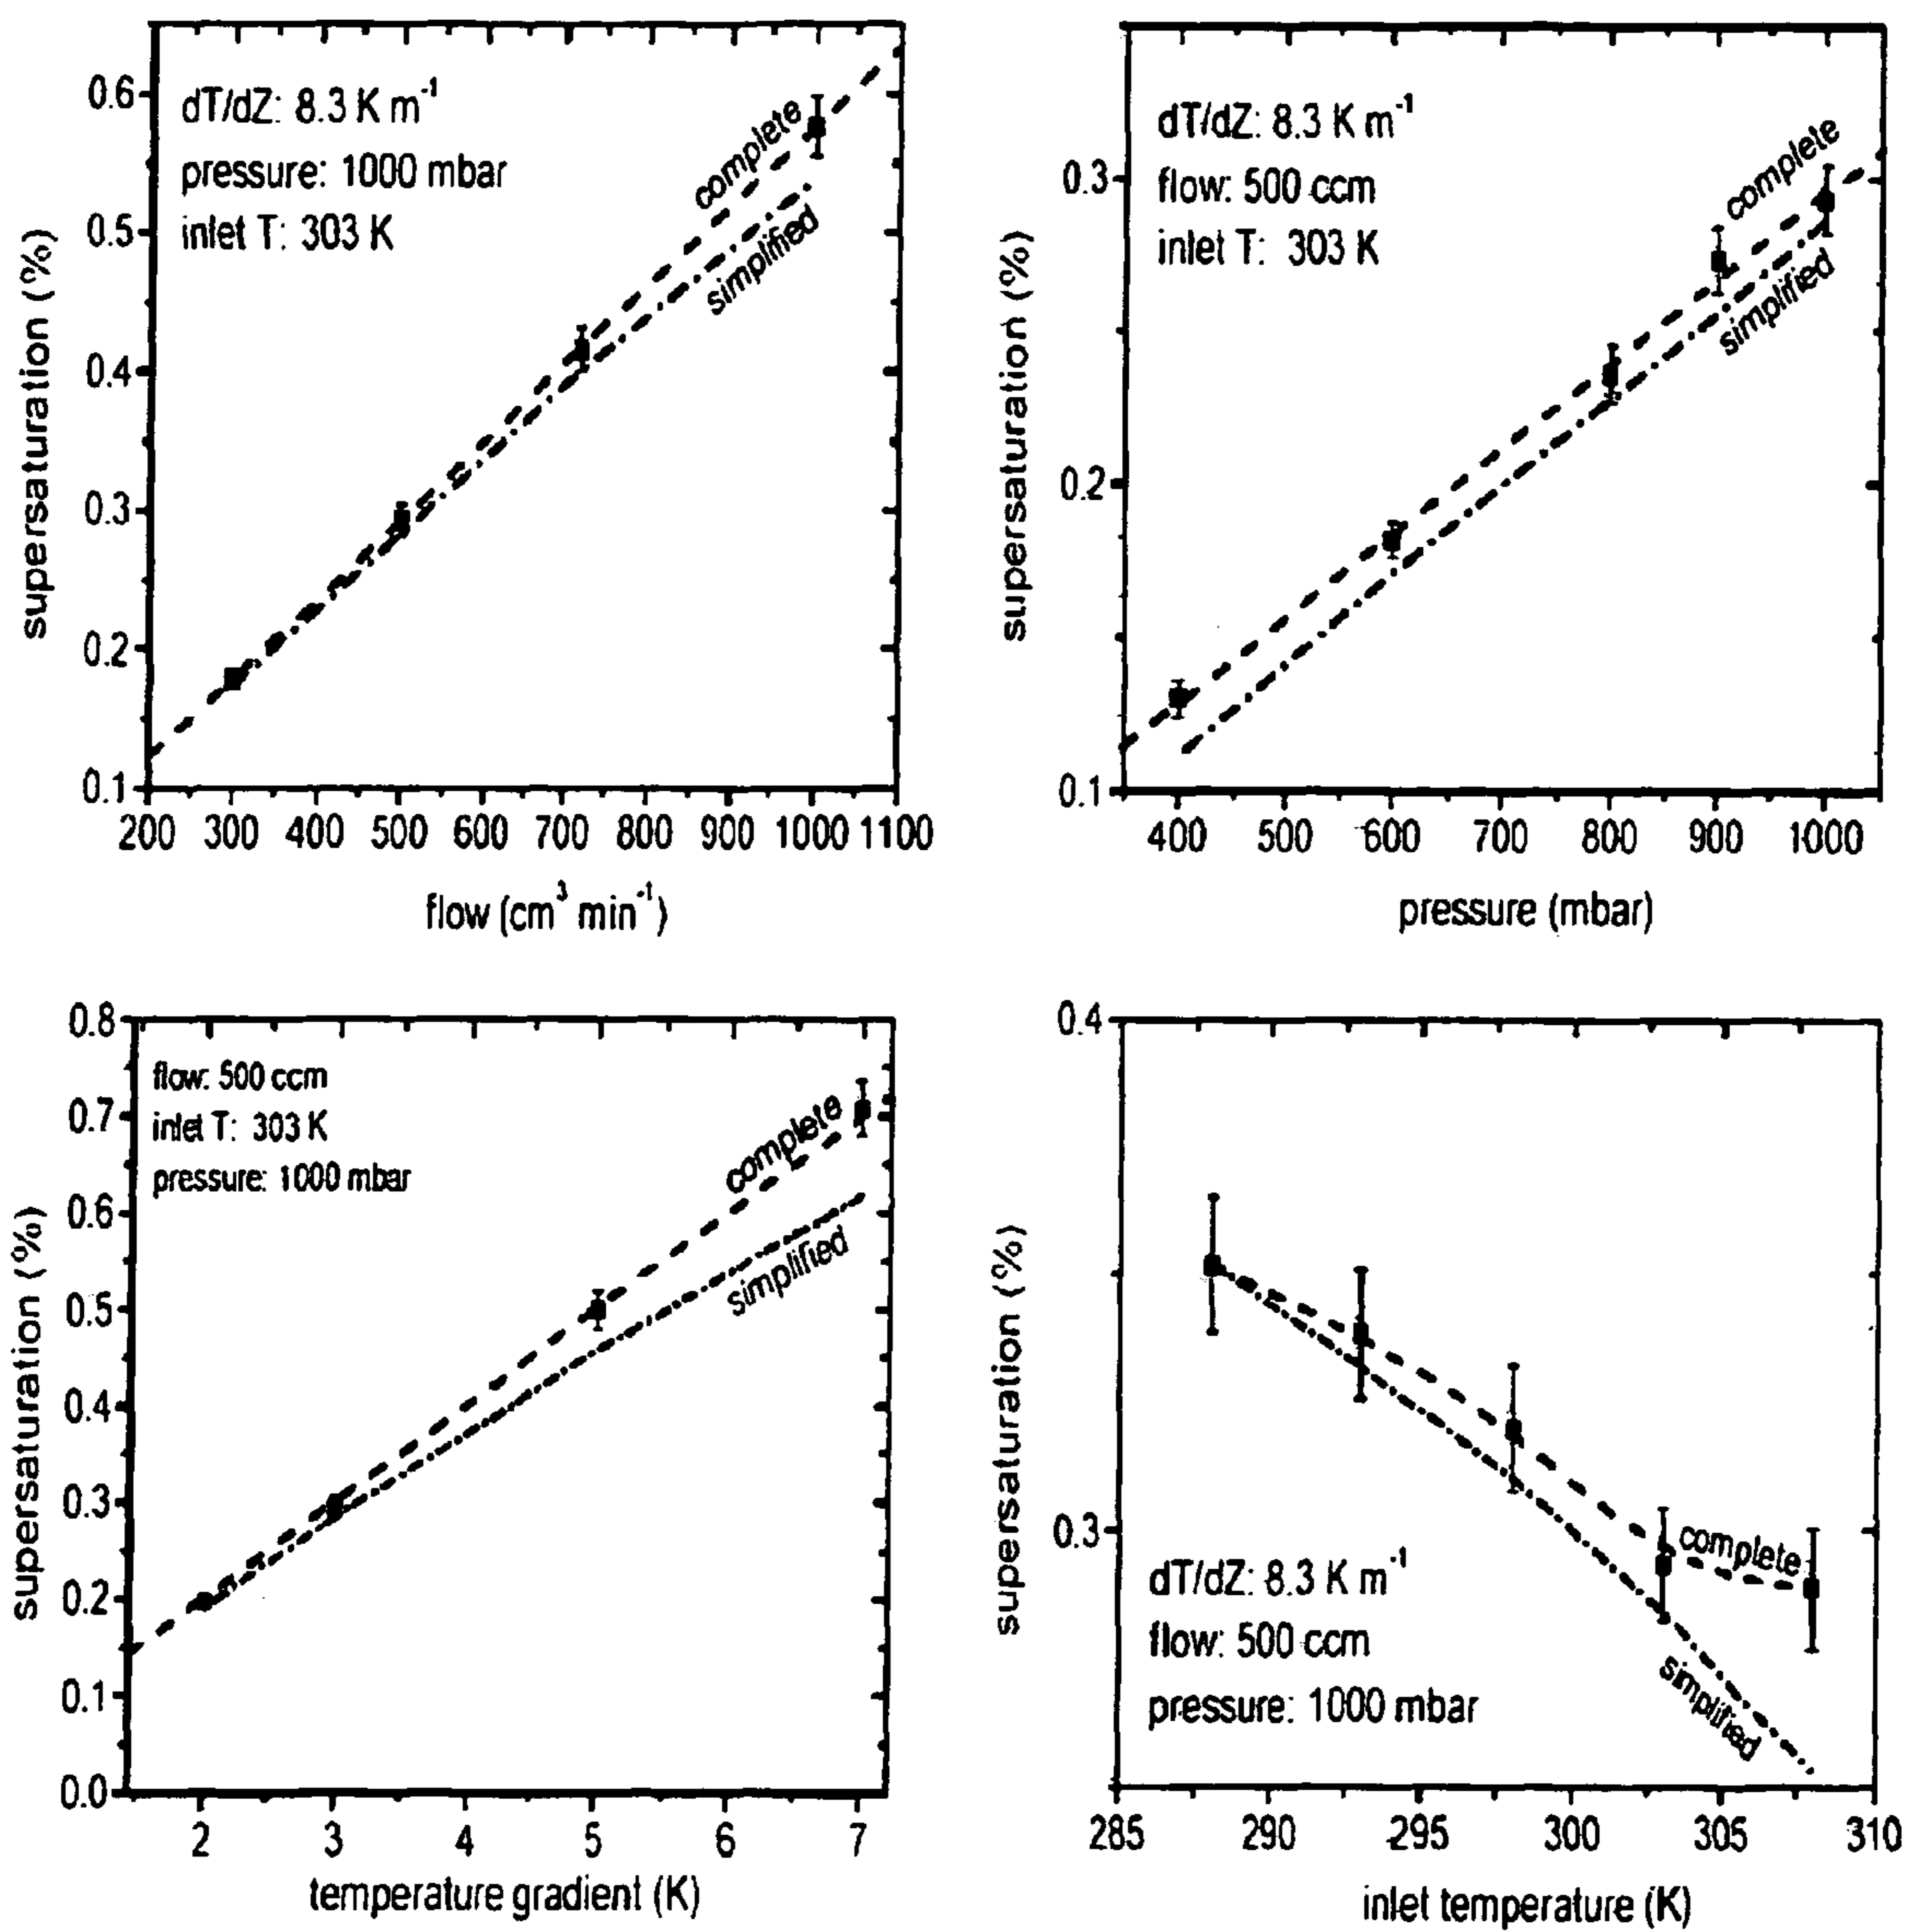 supersaturation (%)
0.6
0.5
0.4
0.3
0.2
0.1
dT/dZ: 8.3 K m⁻¹
pressure: 1000 mbar
inlet T: 303 K
complete
simplified
200 300 400 500 600 700 800 900 1000 1100
flow (cm³ min⁻¹)
supersaturation (%)
0.3
0.2
0.1
dT/dZ: 8.3 K m⁻¹
flow: 500 ccm
inlet T: 303 K
complete
simplified
400 500 600 700 800 900 1000
pressure (mbar)
supersaturation (%)
0.8
0.7
0.6
0.5
0.4
0.3
0.2
0.1
0.0
flow: 500 ccm
inlet T: 303 K
pressure: 1000 mbar
complete
simplified
2 3 4 5 6 7
temperature gradient (K)
supersaturation (%)
0.4
0.3
complete
dT/dZ: 8.3 K m⁻¹
flow: 500 ccm
pressure: 1000 mbar
simplified
285 290 295 300 305 310
inlet temperature (K)